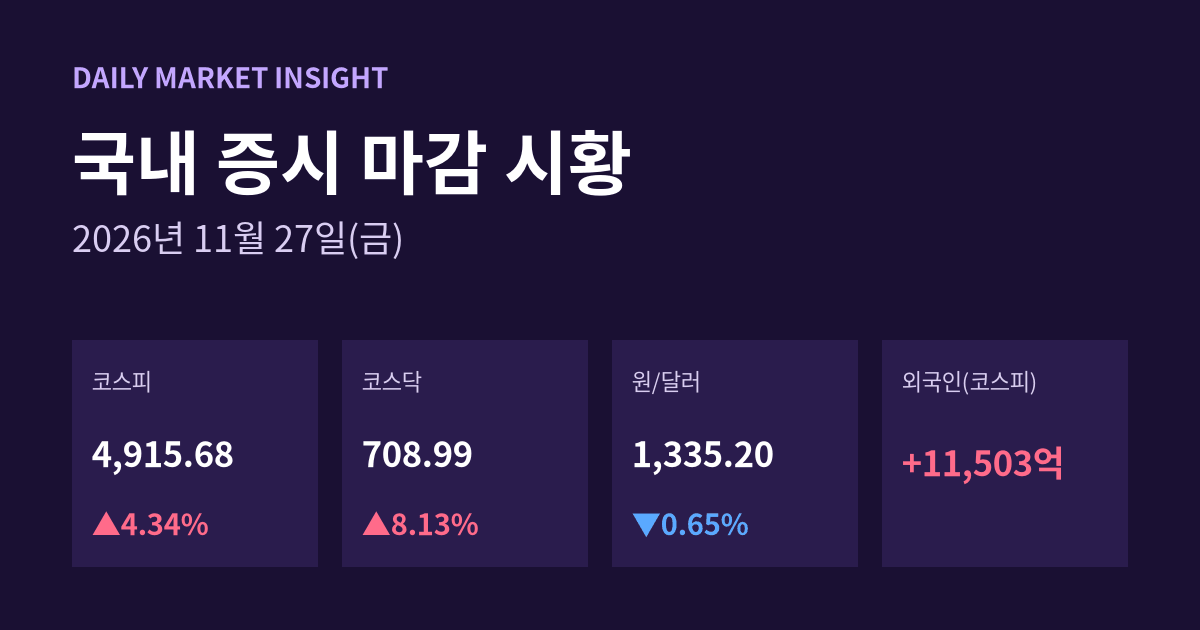 DAILY MARKET INSIGHT
국내 증시 마감 시황
2026년 11월 27일(금)
코스피
4,915.68
▲4.34%
코스닥
708.99
▲8.13%
원/달러
1,335.20
▼0.65%
외국인(코스피)
+11,503억